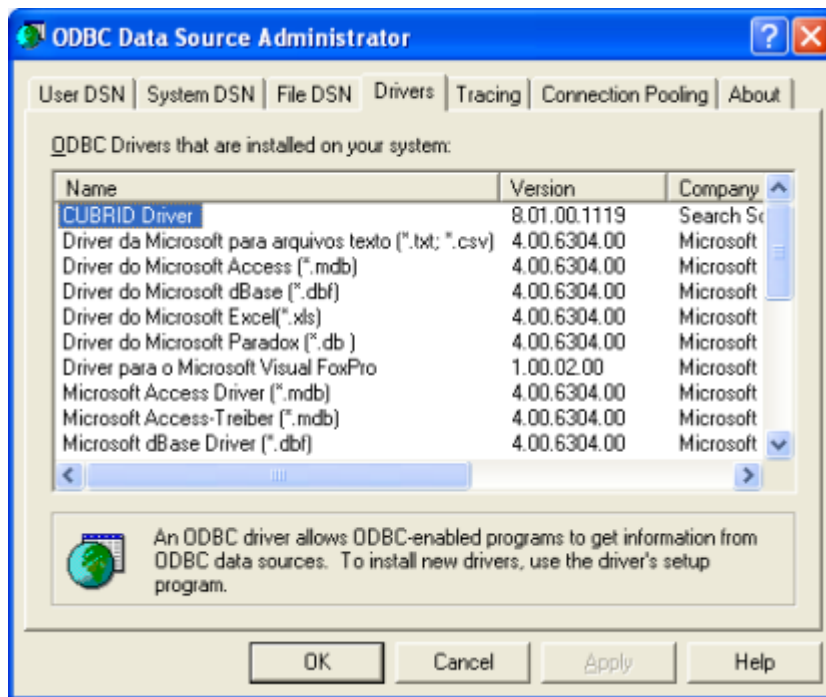 ODBC Data Source Administrator
User DSN System DSN File DSN Drivers Tracing Connection Pooling About
ODBC Drivers that are installed on your system:
Name Version Company
CUBRID Driver 8.01.00.1119 Search
Driver da Microsoft para arquivos texto (*.txt; *.csv) 4.00.6304.00 Microsoft
Driver do Microsoft Access (*.mdb) 4.00.6304.00 Microsoft
Driver do Microsoft dBase (*.dbf) 4.00.6304.00 Microsoft
Driver do Microsoft Excel(*.xls) 4.00.6304.00 Microsoft
Driver do Microsoft Paradox (*.db ) 4.00.6304.00 Microsoft
Driver para o Microsoft Visual FoxPro 1.00.02.00 Microsoft
Microsoft Access Driver (*.mdb) 4.00.6304.00 Microsoft
Microsoft Access-Treiber (*.mdb) 4.00.6304.00 Microsoft
Microsoft dBase Driver (*.dbf) 4.00.6304.00 Microsoft
An ODBC driver allows ODBC-enabled programs to get information from
ODBC data sources. To install new drivers, use the driver's setup
program.
OK Cancel Apply Help